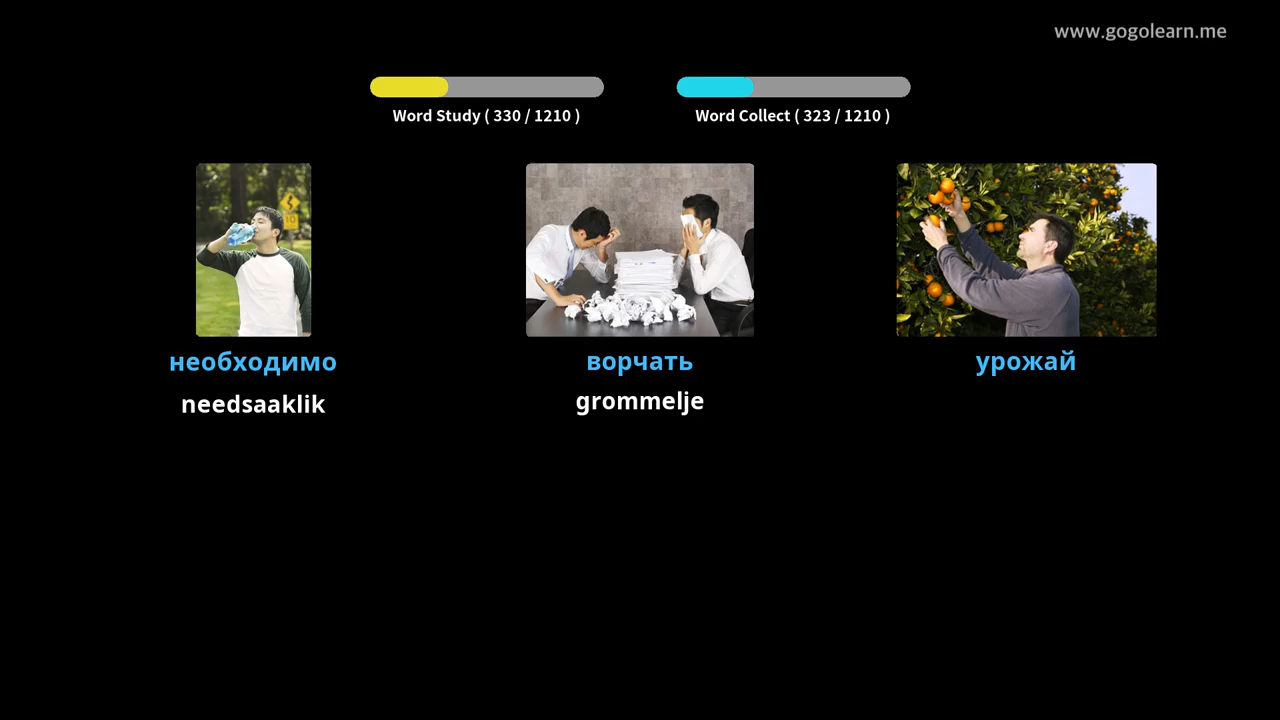 www.gogolearn.me
Word Study ( 330 / 1210 )
Word Collect ( 323 / 1210 )
необходимо
needsaaklik
ворчать
grommelje
урожай